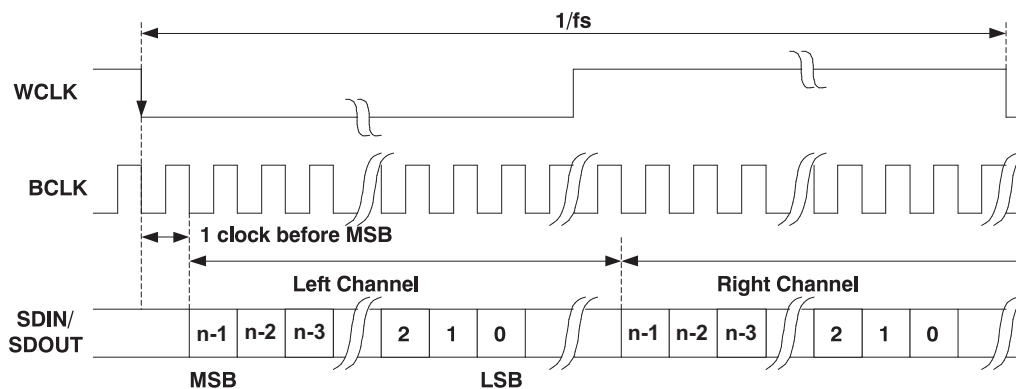 1/fs
WCLK
BCLK
1 clock before MSB
Left Channel
Right Channel
SDIN/
SDOUT
n-1 n-2 n-3 2 1 0 n-1 n-2 n-3 2 1 0
MSB LSB